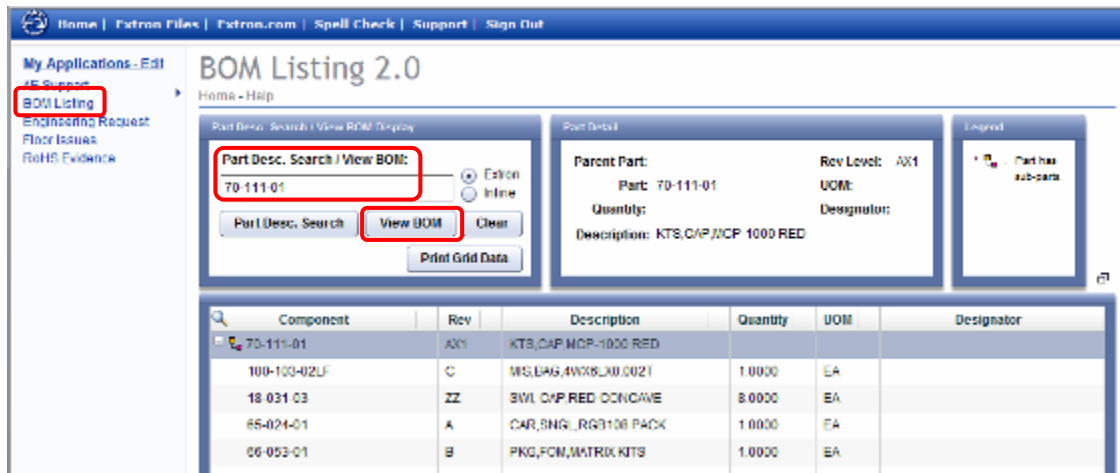 Home | Extron Files | Extron.com | Spell Check | Support | Sign Out
My Applications - Edit
AE Support
BOM Listing
Engineering Request
Floor Issues
RoHS Evidence
BOM Listing 2.0
Home - Help
Part Desc. Search / View BOM Display
Part Desc. Search / View BOM:
70-111-01
Extron
Inline
Part Desc. Search
View BOM
Clear
Print Grid Data
Part Detail
Parent Part:
Rev Level: AX1
Part: 70-111-01
UOM:
Quantity:
Designator:
Description: KTS,CAP,MCP-1000 RED
Legend
* - Part has sub-parts
Component Rev Description Quantity UOM Designator
70-111-01 AX1 KTS,CAP,MCP-1000 RED
100-103-02LF C MIS,BAG,4WX6LX0.002T 1.0000 EA
18-031-03 ZZ SWI, CAP,RED CONCAVE 8.0000 EA
65-024-01 A CAR,SNGL,RGB108 PACK 1.0000 EA
66-053-01 B PKG,FOM,MATRIX KITS 1.0000 EA